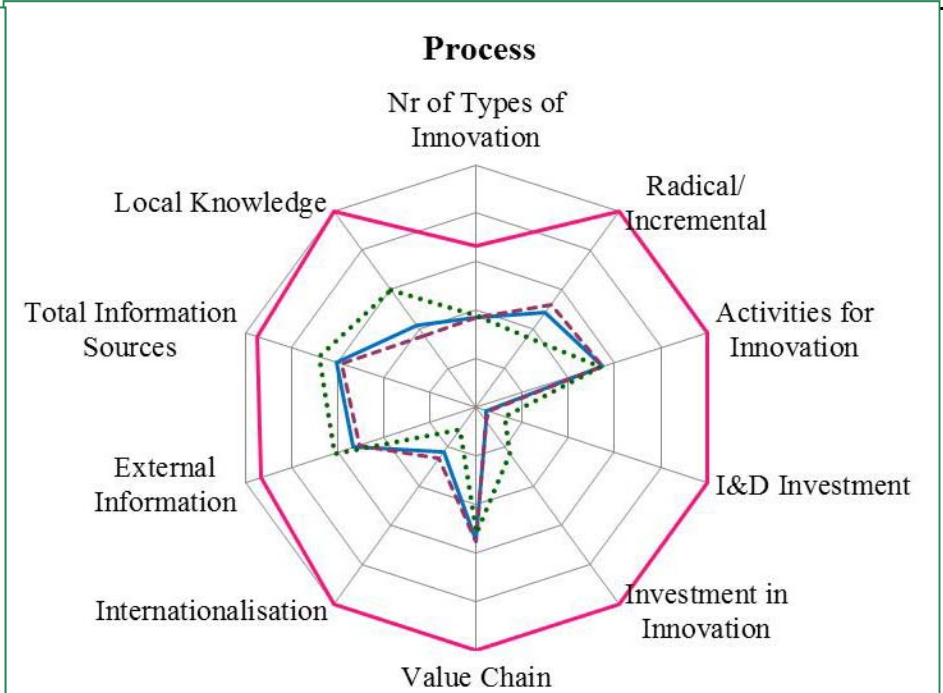 Process
Nr of Types of
Innovation
Radical/
Incremental
Activities for
Innovation
I&D Investment
Investment in
Innovation
Value Chain
Internationalisation
External
Information
Total Information
Sources
Local Knowledge